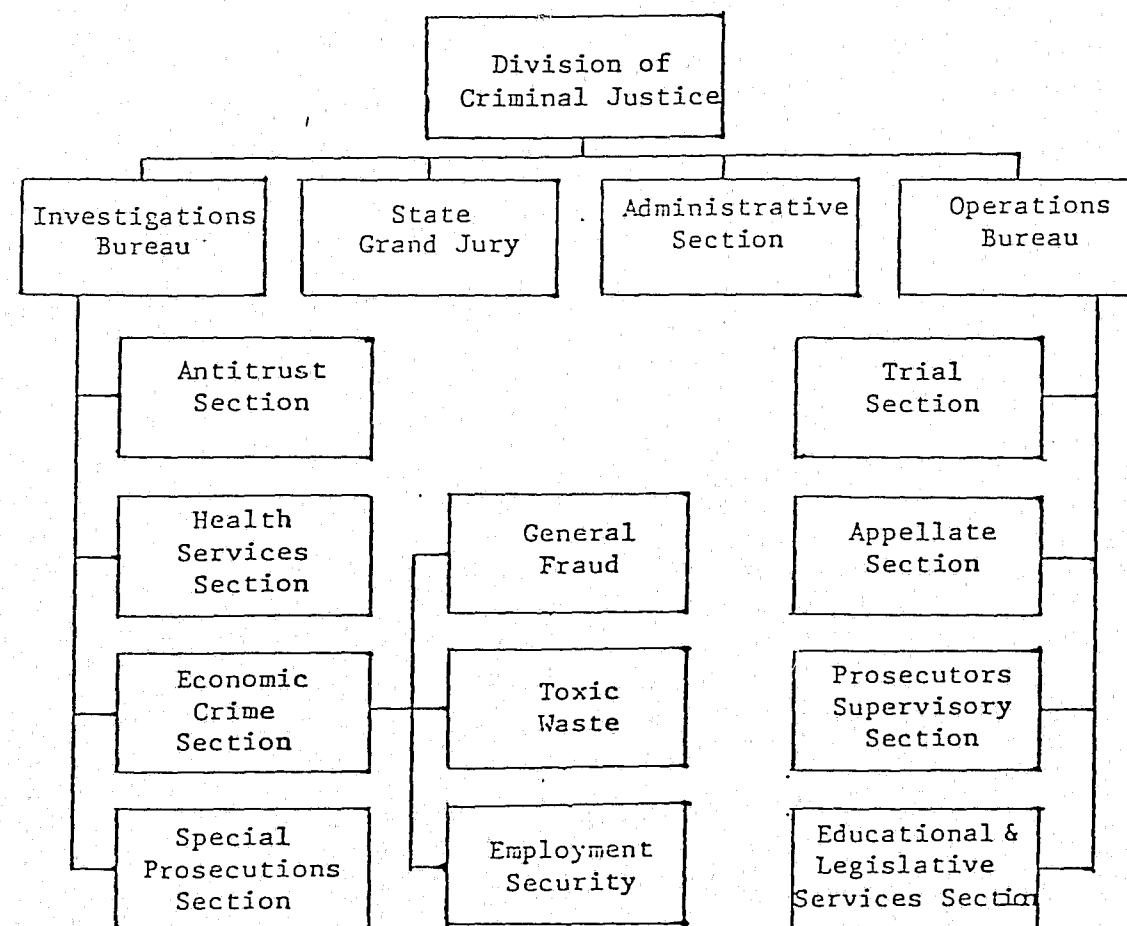 Division of
Criminal Justice
Investigations
Bureau
State
Grand Jury
Administrative
Section
Operations
Bureau
Antitrust
Section
Health
Services
Section
Economic
Crime
Section
Special
Prosecutions
Section
General
Fraud
Toxic
Waste
Employment
Security
Trial
Section
Appellate
Section
Prosecutors
Supervisory
Section
Educational &
Legislative
Services Section